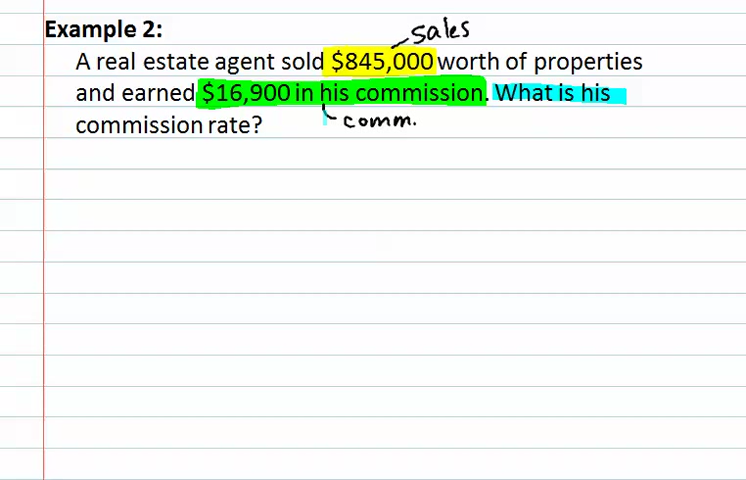 Example 2:
sales
A real estate agent sold $845,000 worth of properties
and earned $16,900 in his commission. What is his
commission rate?
comm.